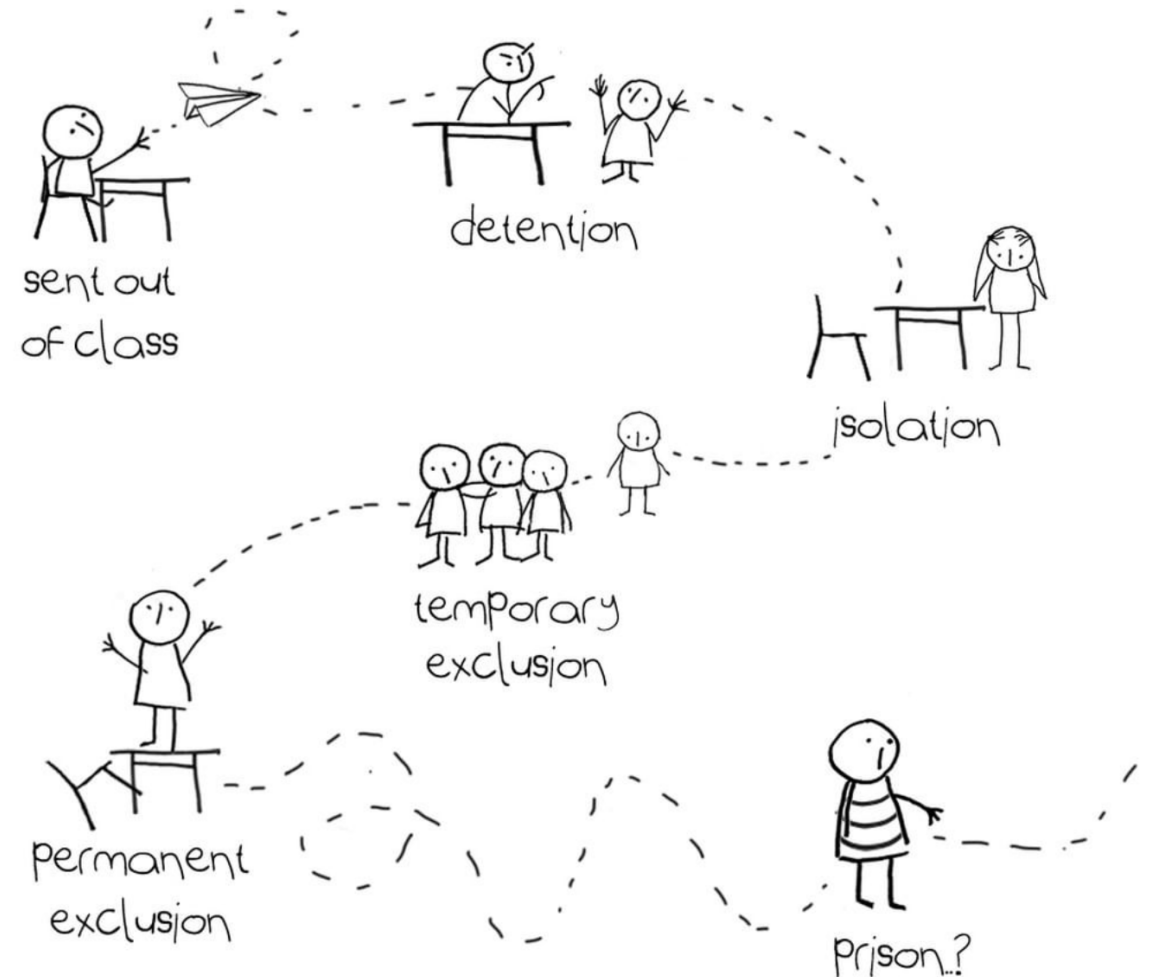 sent out
of class
detention
isolation
temporary
exclusion
permanent
exclusion
prison..?